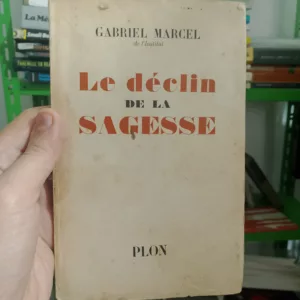 GABRIEL MARCEL
de l'Institut
Le déclin
DE LA
SAGESSE
PLON